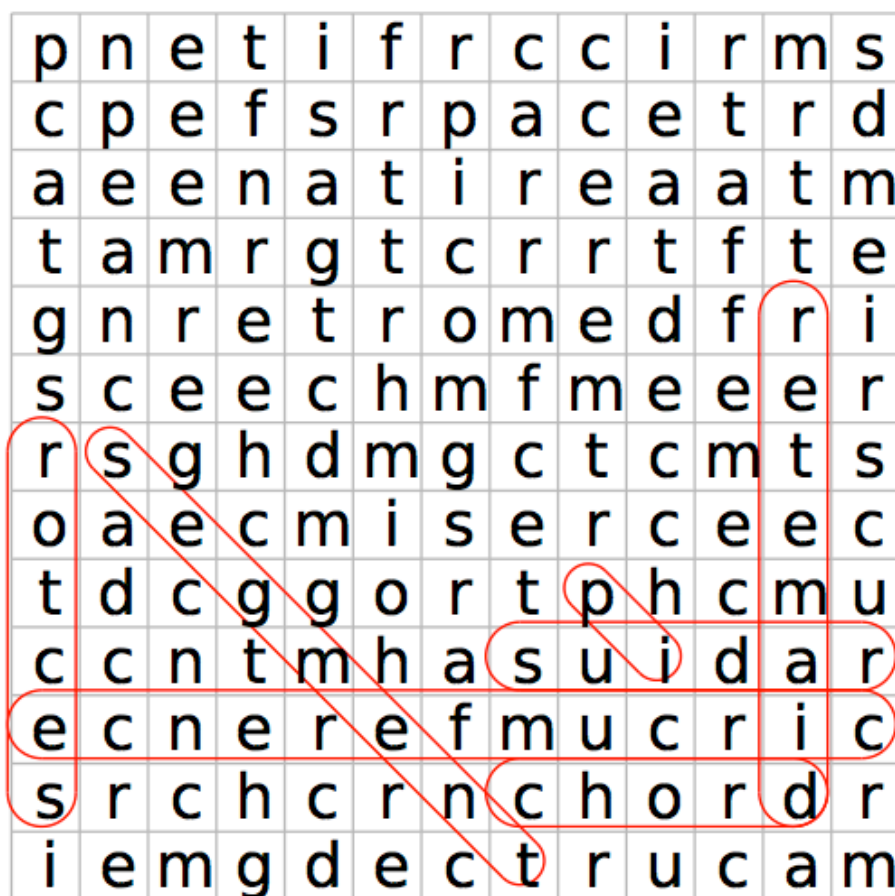 p n e t i f r c c i r m s
c p e f s r p a c e t r d
a e e n a t i r e a a t m
t a m r g t c r r t f t e
g n r e t r o m e d f r i
s c e e c h m f m e e e r
r s g h d m g c t c m t s
o a e c m i s e r c e e c
t d c g g o r t p h c m u
c c n t m h a s u i d a r
e c n e r e f m u c r i c
s r c h c r n c h o r d r
i e m g d e c t r u c a m